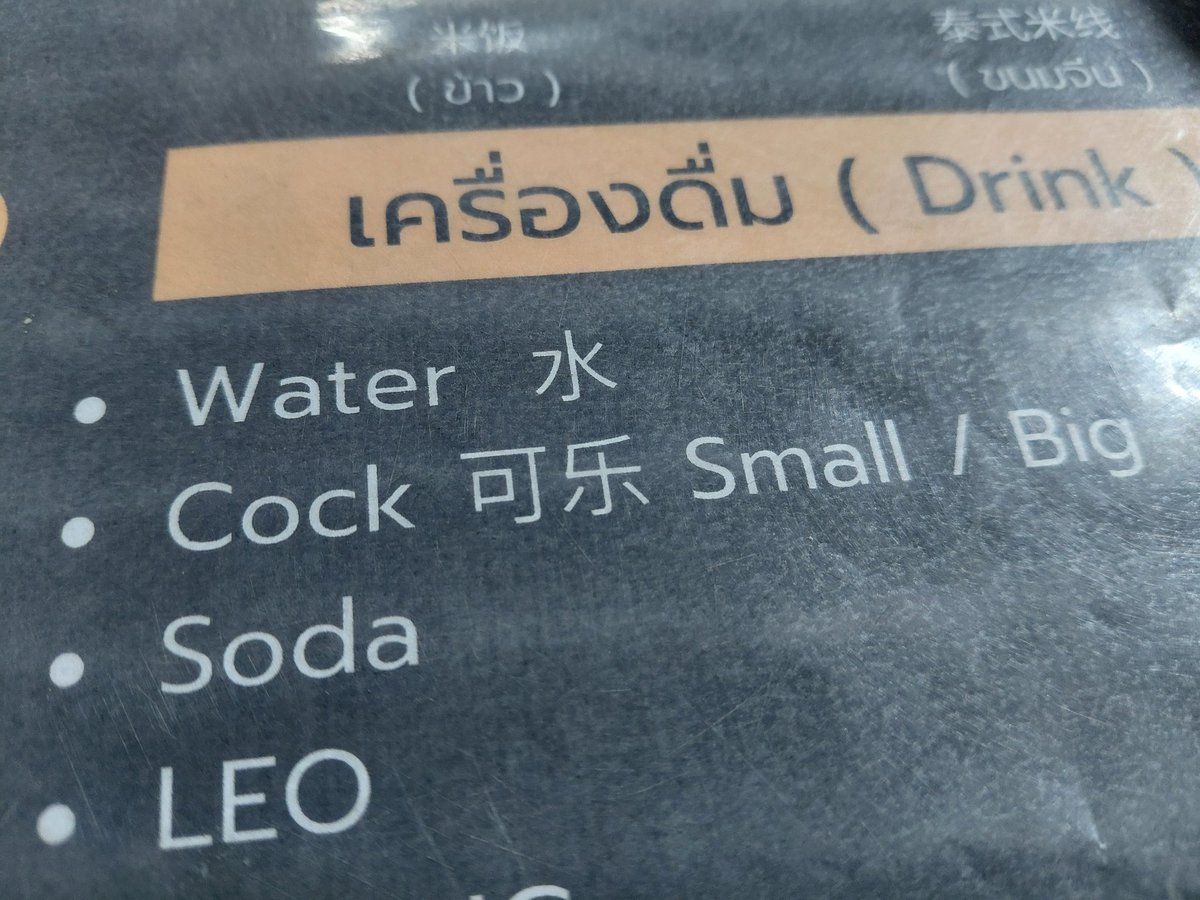 米饭 泰式米线
( ข้าว ) ( ขนมจีน )
เครื่องดื่ม ( Drink )
• Water 水
• Cock 可乐 Small / Big
• Soda
• LEO